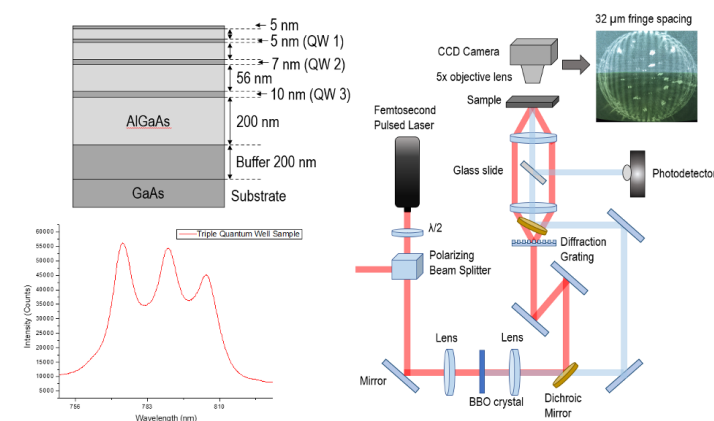 5 nm
200
5 nm (QW 1)
7 nm (QW 2)
56 nm
10 nm (QW 3)
AlGaAs
200 nm
Buffer 200 nm
GaAs
Substrate
Triple Quantum Well Sample
Intensity (Counts)
60000
55000
50000
45000
40000
35000
30000
25000
20000
15000
10000
5000
756
783
810
Wavelength (nm)
32 μm fringe spacing
CCD Camera
5x objective lens
Sample
Femtosecond
Pulsed Laser
Glass slide
Photodetector
λ/2
Polarizing
Beam Splitter
Diffraction
Grating
Lens
Lens
Mirror
BBO crystal
Dichroic
Mirror